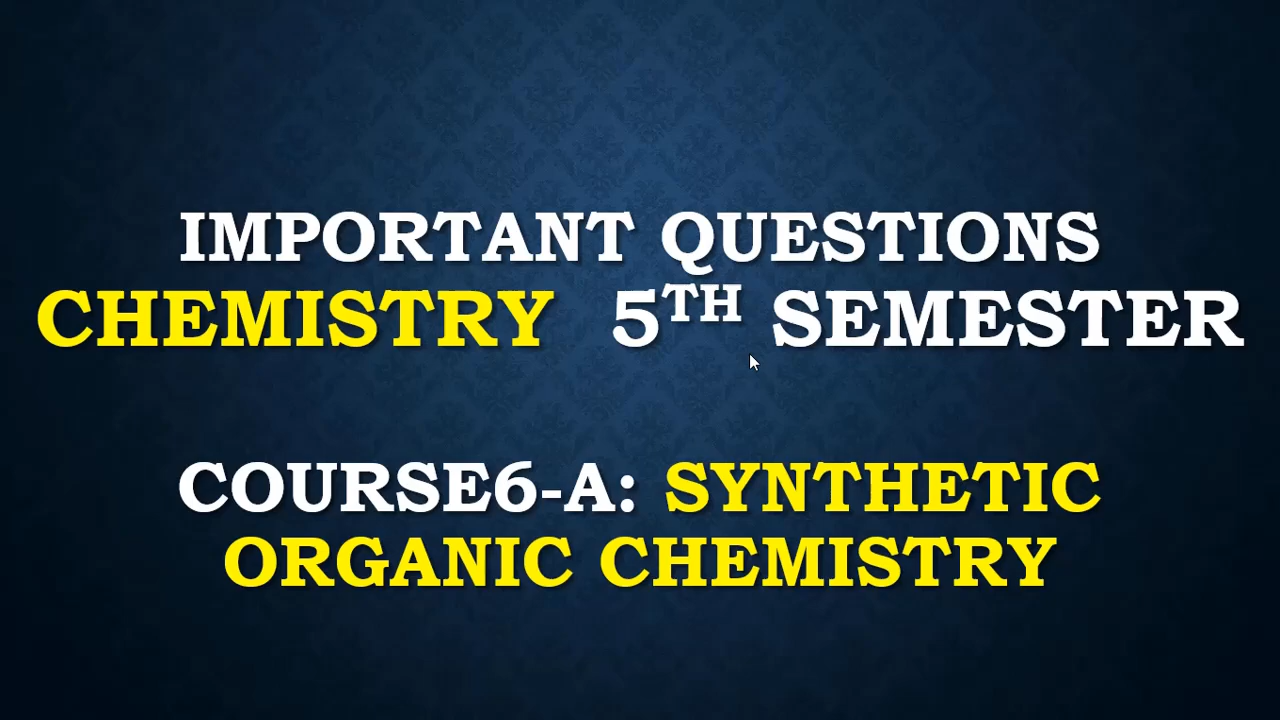 IMPORTANT QUESTIONS
CHEMISTRY 5TH SEMESTER
COURSE6-A: SYNTHETIC
ORGANIC CHEMISTRY